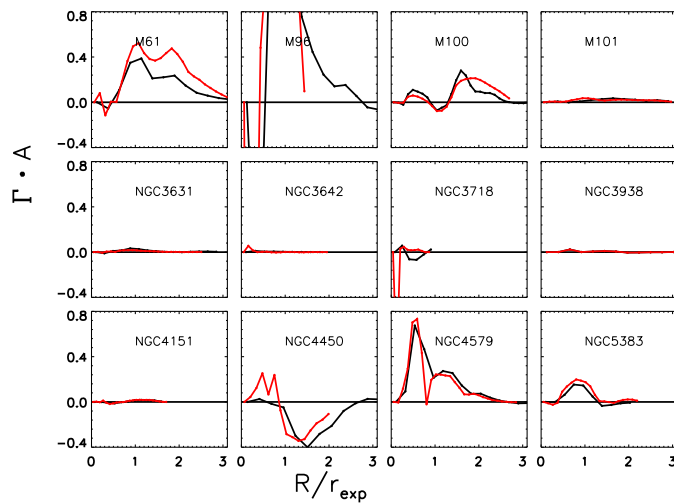 0.8 M61 M96 M100 M101
0.4
0.0
−0.4
0.8 NGC3631 NGC3642 NGC3718 NGC3938
0.4
0.0
−0.4
Γ · A
0.8 NGC4151 NGC4450 NGC4579 NGC5383
0.4
0.0
−0.4
0 1 2 3 0 1 2 3 0 1 2 3 0 1 2 3
R/r_exp